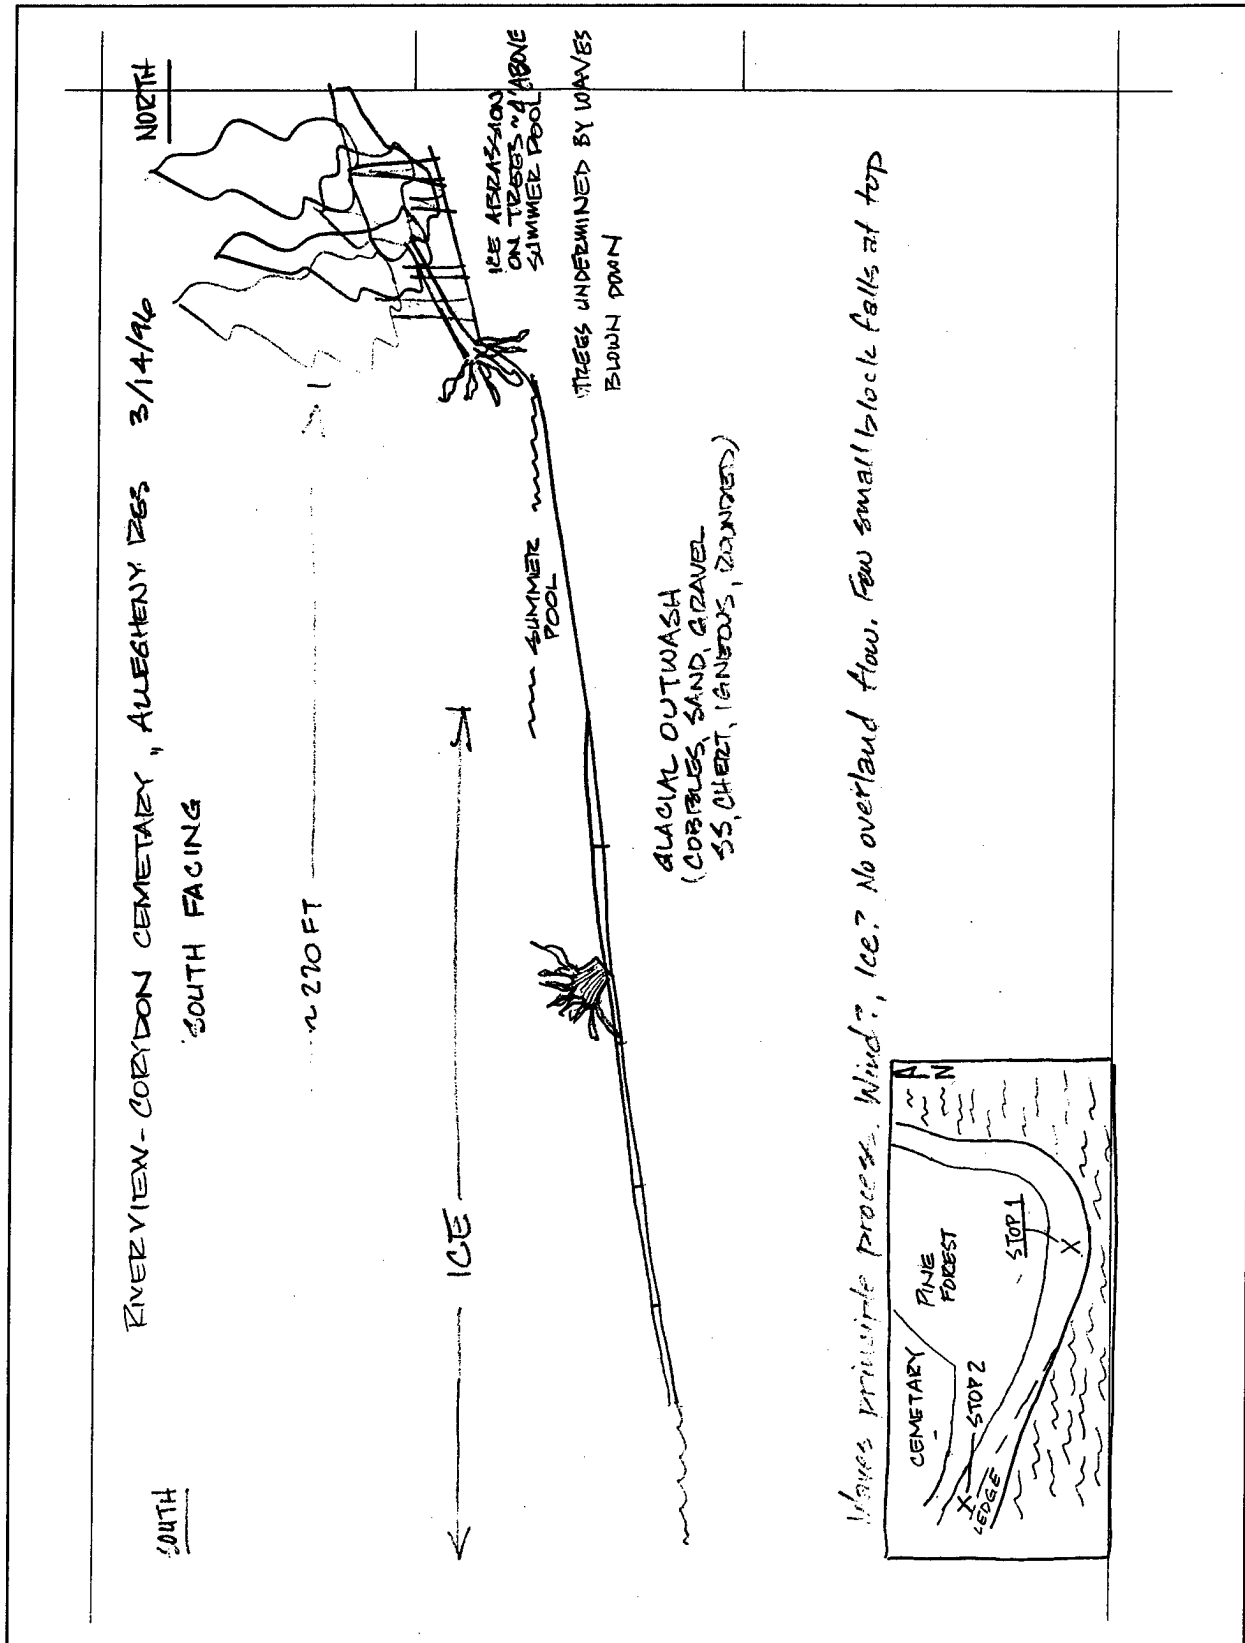 SOUTH
NORTH
RIVERVIEW-CORYDON CEMETARY, ALLEGHENY RES 3/14/96
SOUTH FACING
~270 FT
ICE
SUMMER
POOL
ICE ABRASSION
ON TREES ~4' ABOVE
SUMMER POOL
TREES UNDERMINED BY WAVES
BLOWN DOWN
GLACIAL OUTWASH
(COBBLES, SAND, GRAVEL
SS, CHERT, IGNEOUS, ROUNDED)
Waves principle process. Wind?, Ice? No overland flow. Few small block falls at top
N
CEMETARY
PINE
FOREST
STOP 1
STOP 2
X
X
LEDGE